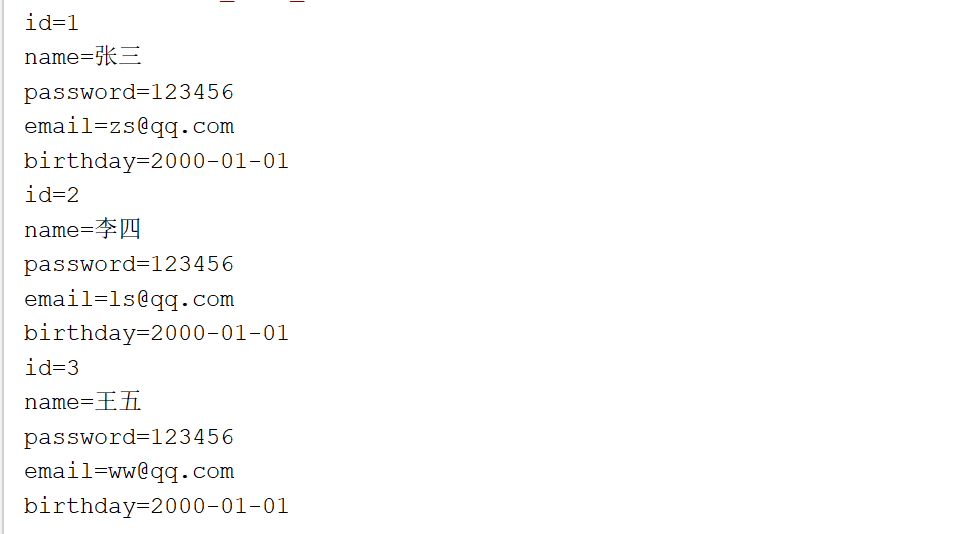 id=1
name=张三
password=123456
email=zs@qq.com
birthday=2000-01-01
id=2
name=李四
password=123456
email=ls@qq.com
birthday=2000-01-01
id=3
name=王五
password=123456
email=ww@qq.com
birthday=2000-01-01